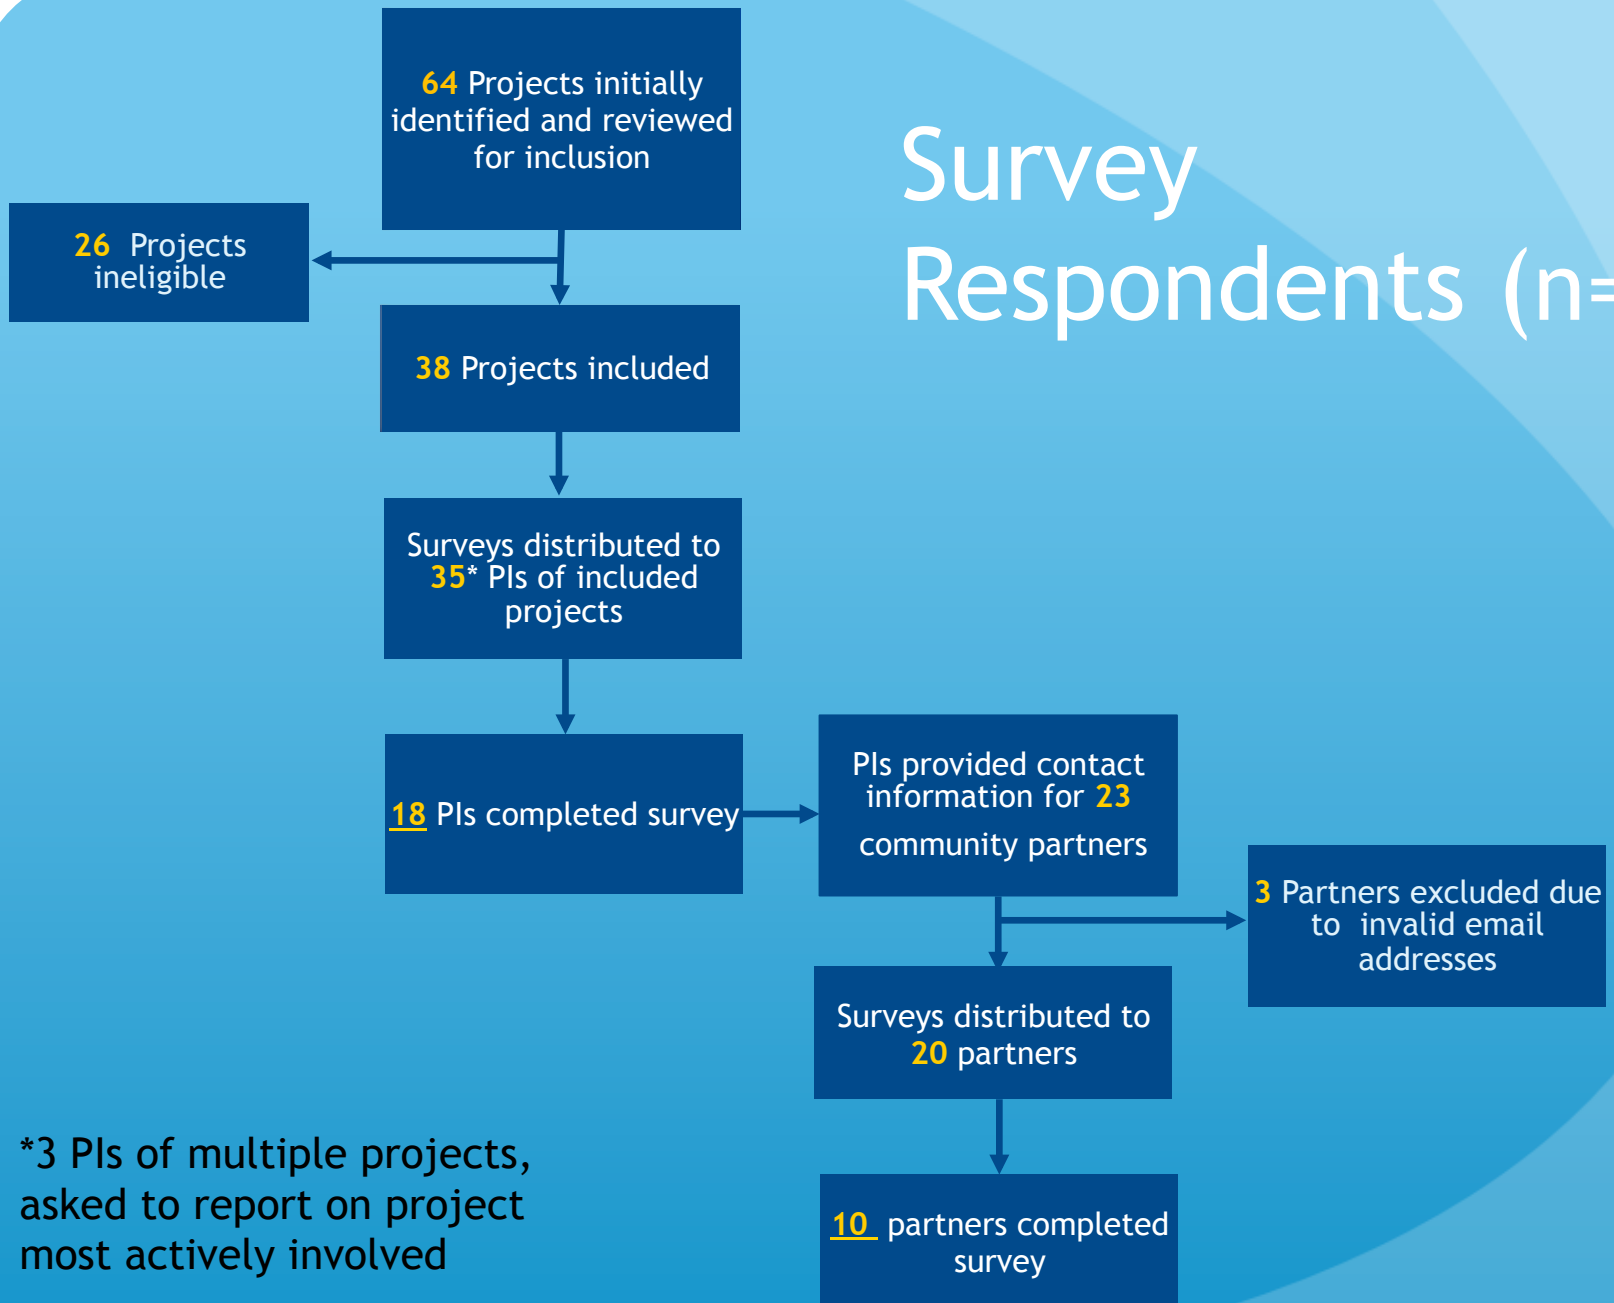 64 Projects initially
identified and reviewed
for inclusion
Survey
Respondents (n=
26 Projects
ineligible
38 Projects included
Surveys distributed to
35* PIs of included
projects
18 PIs completed survey
PIs provided contact
information for 23
community partners
3 Partners excluded due
to invalid email
addresses
Surveys distributed to
20 partners
10 partners completed
survey
*3 PIs of multiple projects,
asked to report on project
most actively involved